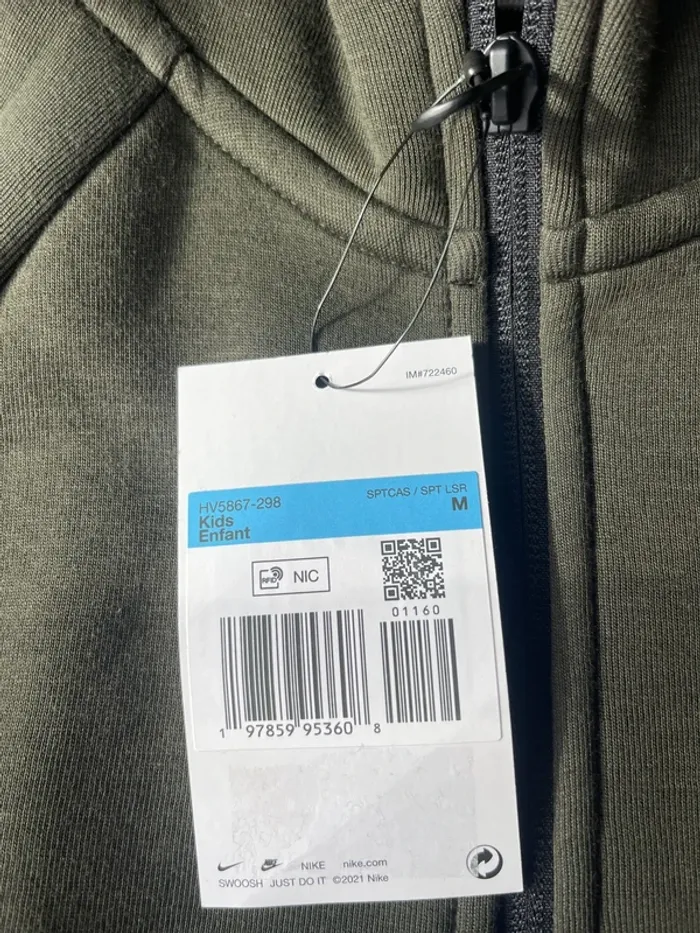 IM#722460
HV5867-298
SPTCAS / SPT LSR
Kids
M
Enfant
RFID
NIC
01160
1 97859 95360 8
NIKE nike.com
SWOOSH JUST DO IT ©2021 Nike